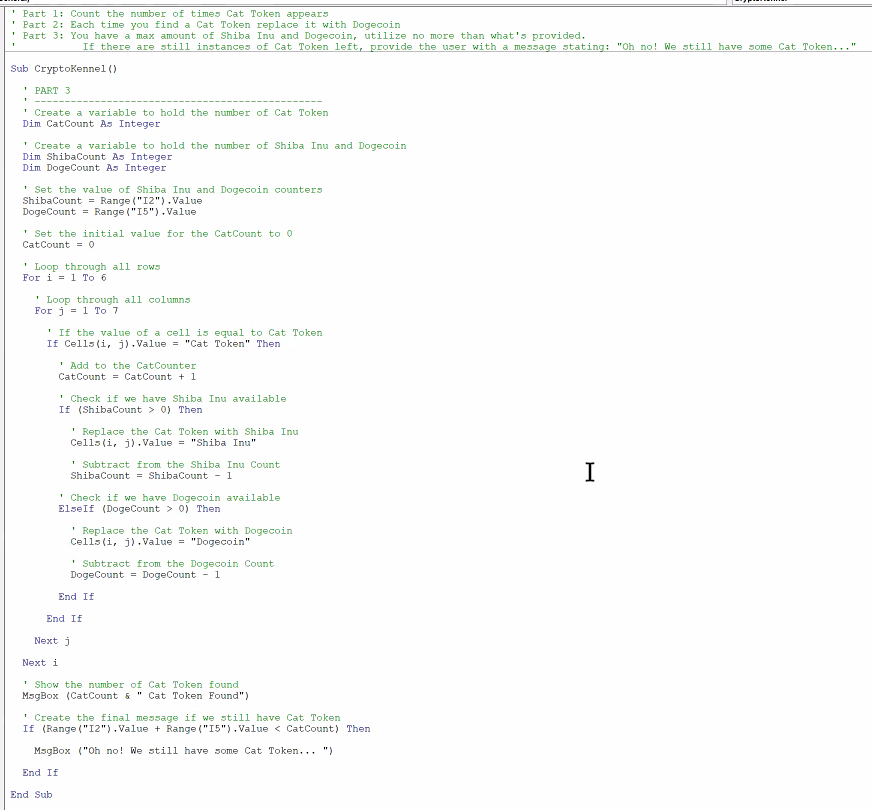 ' Part 1: Count the number of times Cat Token appears
' Part 2: Each time you find a Cat Token replace it with Dogecoin
' Part 3: You have a max amount of Shiba Inu and Dogecoin, utilize no more than what's provided.
'           If there are still instances of Cat Token left, provide the user with a message stating: "Oh no! We still have some Cat Token..."
Sub CryptoKennel()
' PART 3
' ------------------------------------------------
' Create a variable to hold the number of Cat Token
Dim CatCount As Integer
' Create a variable to hold the number of Shiba Inu and Dogecoin
Dim ShibaCount As Integer
Dim DogeCount As Integer
' Set the value of Shiba Inu and Dogecoin counters
ShibaCount = Range("I2").Value
DogeCount = Range("I5").Value
' Set the initial value for the CatCount to 0
CatCount = 0
' Loop through all rows
For i = 1 To 6
' Loop through all columns
For j = 1 To 7
' If the value of a cell is equal to Cat Token
If Cells(i, j).Value = "Cat Token" Then
' Add to the CatCounter
CatCount = CatCount + 1
' Check if we have Shiba Inu available
If (ShibaCount > 0) Then
' Replace the Cat Token with Shiba Inu
Cells(i, j).Value = "Shiba Inu"
' Subtract from the Shiba Inu Count
ShibaCount = ShibaCount - 1
' Check if we have Dogecoin available
ElseIf (DogeCount > 0) Then
' Replace the Cat Token with Dogecoin
Cells(i, j).Value = "Dogecoin"
' Subtract from the Dogecoin Count
DogeCount = DogeCount - 1
End If
End If
Next j
Next i
' Show the number of Cat Token found
MsgBox (CatCount & " Cat Token Found")
' Create the final message if we still have Cat Token
If (Range("I2").Value + Range("I5").Value < CatCount) Then
MsgBox ("Oh no! We still have some Cat Token... ")
End If
End Sub